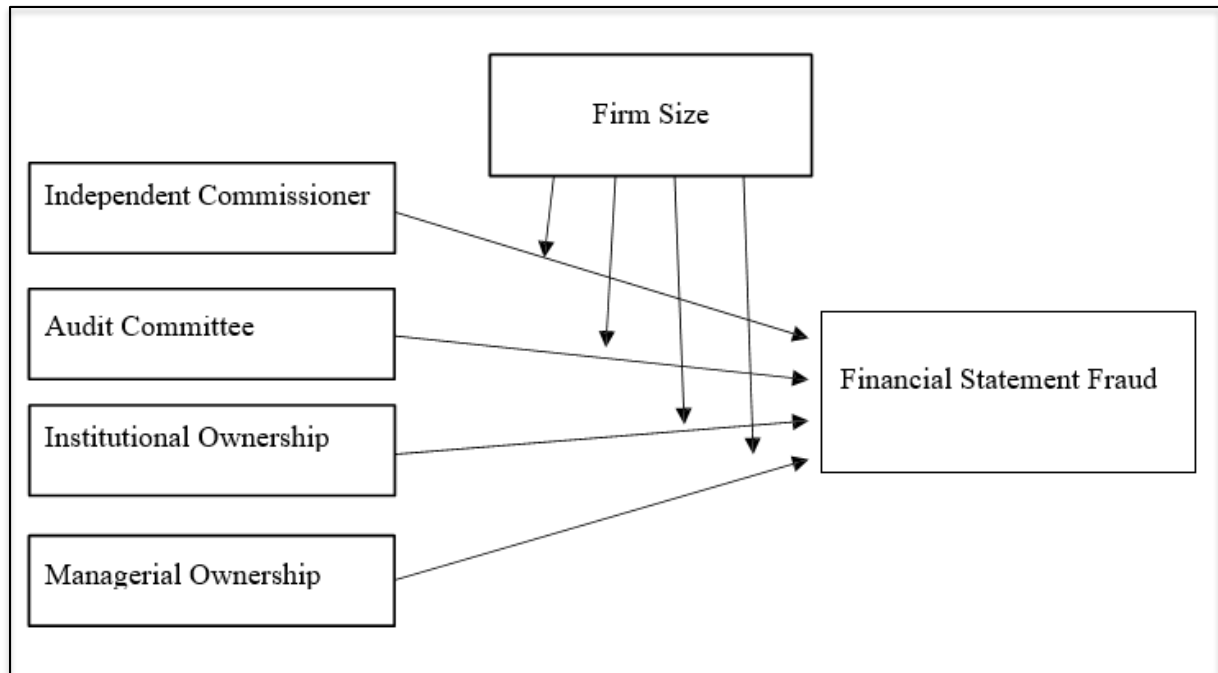 Firm Size
Independent Commissioner
Audit Committee
Institutional Ownership
Managerial Ownership
Financial Statement Fraud